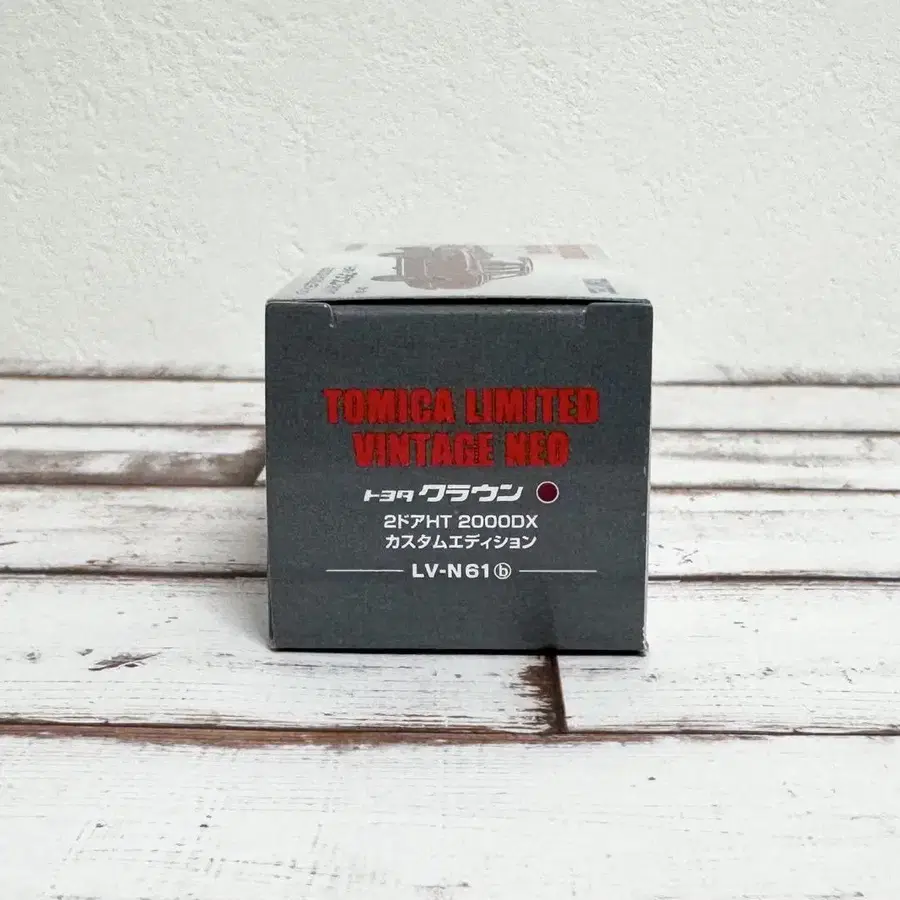 TOMICA LIMITED
VINTAGE NEO
トヨタ クラウン
2ドアHT 2000DX
カスタムエディション
LV-N61ⓑ